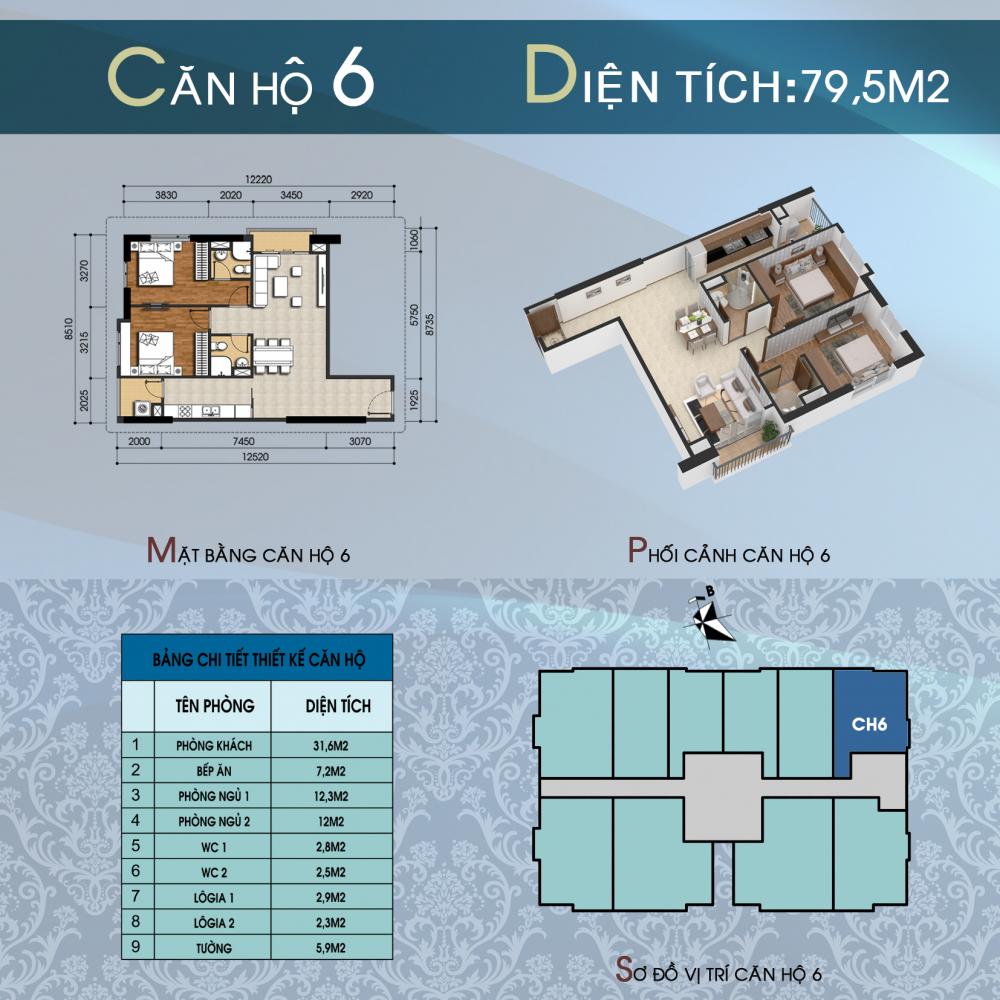 CĂN HỘ 6
DIỆN TÍCH:79,5M2
12220
3830 2020 3450 2920
8510
3270
3215
2025
1060
5750
1925
8735
2000 7450 3070
12520
MẶT BẰNG CĂN HỘ 6
PHỐI CẢNH CĂN HỘ 6
B
BẢNG CHI TIẾT THIẾT KẾ CĂN HỘ
TÊN PHÒNG DIỆN TÍCH
1 PHÒNG KHÁCH 31,6M2
2 BẾP ĂN 7,2M2
3 PHÒNG NGỦ 1 12,3M2
4 PHÒNG NGỦ 2 12M2
5 WC 1 2,8M2
6 WC 2 2,5M2
7 LÔGIA 1 2,9M2
8 LÔGIA 2 2,3M2
9 TƯỜNG 5,9M2
CH6
SƠ ĐỒ VỊ TRÍ CĂN HỘ 6